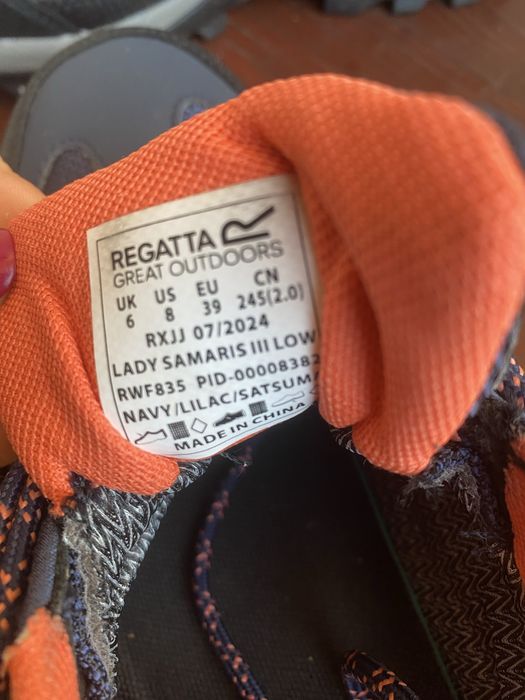 REGATTA
GREAT OUTDOORS
UK US EU CN
6 8 39 245(2.0)
RXJJ 07/2024
LADY SAMARIS III LOW
RWF835 PID-00008382
NAVY/LILAC/SATSUMA
MADE IN CHINA